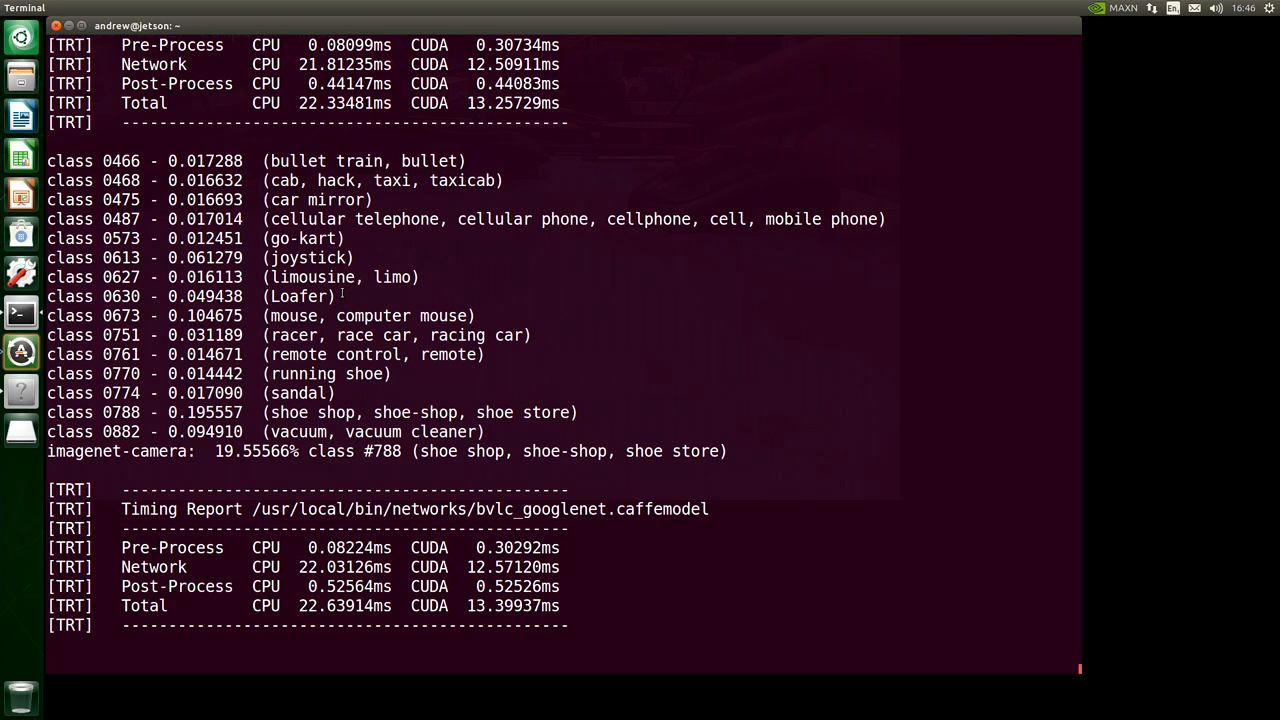 Terminal
MAXN
En
16:46
andrew@jetson: ~
[TRT] Pre-Process CPU 0.08099ms CUDA 0.30734ms
[TRT] Network CPU 21.81235ms CUDA 12.50911ms
[TRT] Post-Process CPU 0.44147ms CUDA 0.44083ms
[TRT] Total CPU 22.33481ms CUDA 13.25729ms
[TRT] ------------------------------------------------
class 0466 - 0.017288 (bullet train, bullet)
class 0468 - 0.016632 (cab, hack, taxi, taxicab)
class 0475 - 0.016693 (car mirror)
class 0487 - 0.017014 (cellular telephone, cellular phone, cellphone, cell, mobile phone)
class 0573 - 0.012451 (go-kart)
class 0613 - 0.061279 (joystick)
class 0627 - 0.016113 (limousine, limo)
class 0630 - 0.049438 (Loafer)
class 0673 - 0.104675 (mouse, computer mouse)
class 0751 - 0.031189 (racer, race car, racing car)
class 0761 - 0.014671 (remote control, remote)
class 0770 - 0.014442 (running shoe)
class 0774 - 0.017090 (sandal)
class 0788 - 0.195557 (shoe shop, shoe-shop, shoe store)
class 0882 - 0.094910 (vacuum, vacuum cleaner)
imagenet-camera: 19.55566% class #788 (shoe shop, shoe-shop, shoe store)
[TRT] ------------------------------------------------
[TRT] Timing Report /usr/local/bin/networks/bvlc_googlenet.caffemodel
[TRT] ------------------------------------------------
[TRT] Pre-Process CPU 0.08224ms CUDA 0.30292ms
[TRT] Network CPU 22.03126ms CUDA 12.57120ms
[TRT] Post-Process CPU 0.52564ms CUDA 0.52526ms
[TRT] Total CPU 22.63914ms CUDA 13.39937ms
[TRT] ------------------------------------------------